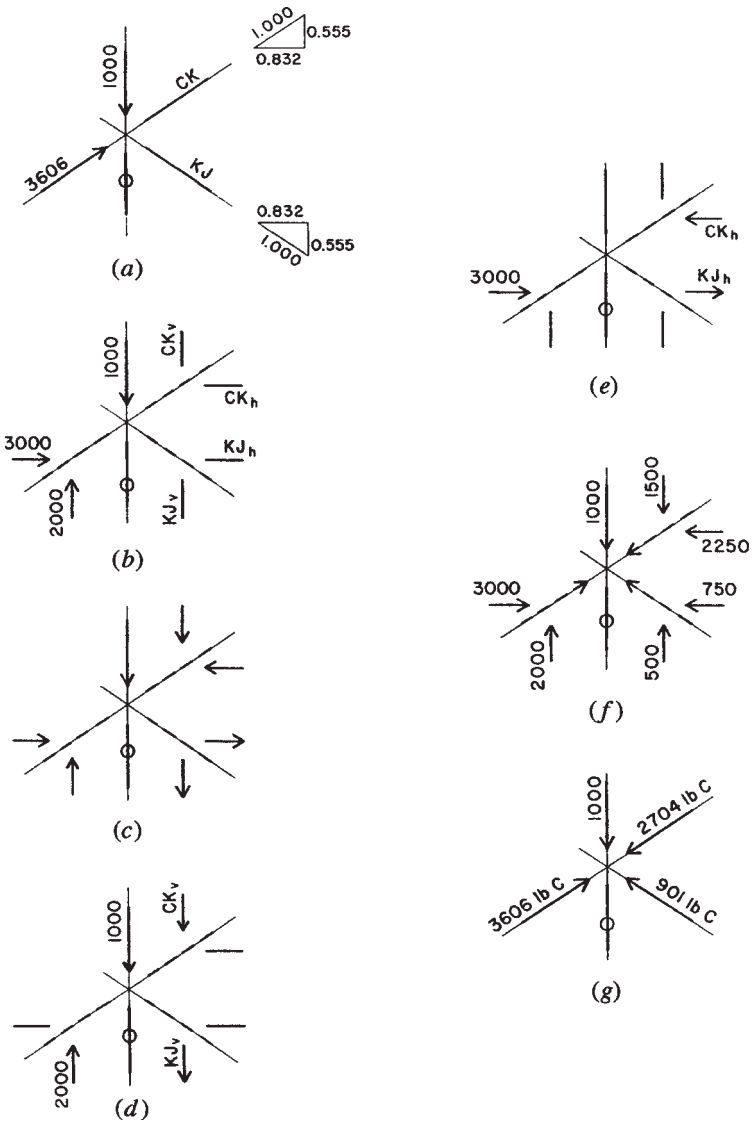 1000
1.000
0.555
0.832
CK
3606
KJ
0.832
1.000
0.555
(a)
1000
CKv
CKh
3000
KJh
2000
KJv
(b)
(c)
1000
CKv
2000
KJv
(d)
CKh
3000
KJh
(e)
1000
1500
2250
3000
750
2000
500
(f)
1000
2704 lb C
3606 lb C
901 lb C
(g)